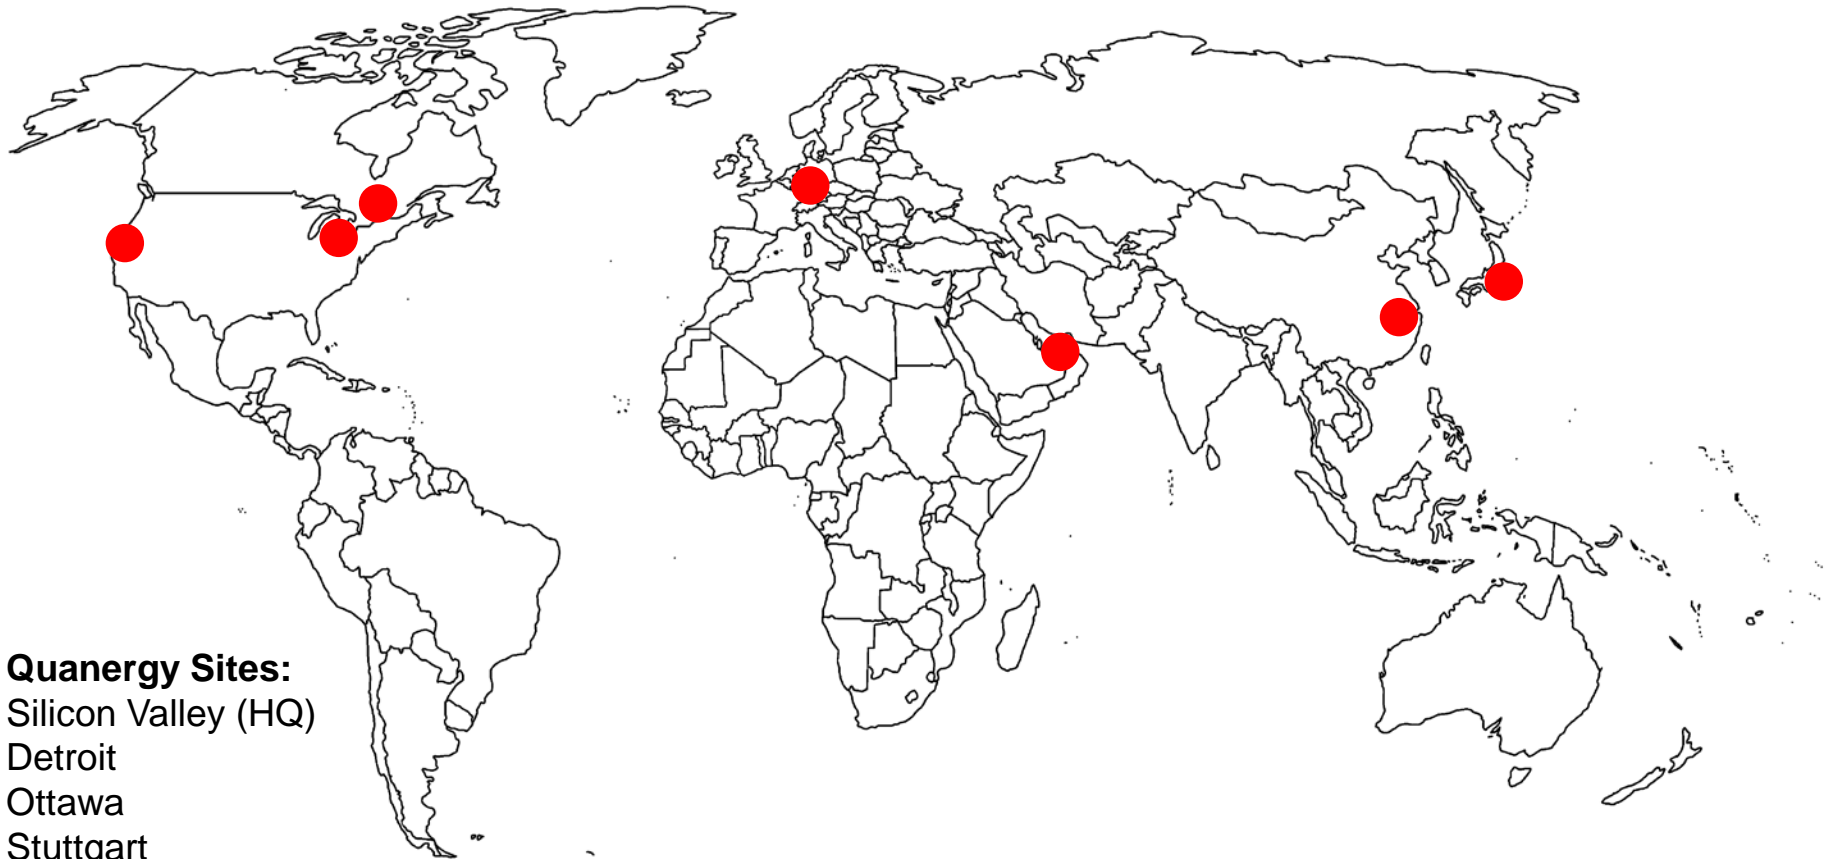 Quanergy Sites:
Silicon Valley (HQ)
Detroit
Ottawa
Stuttgart